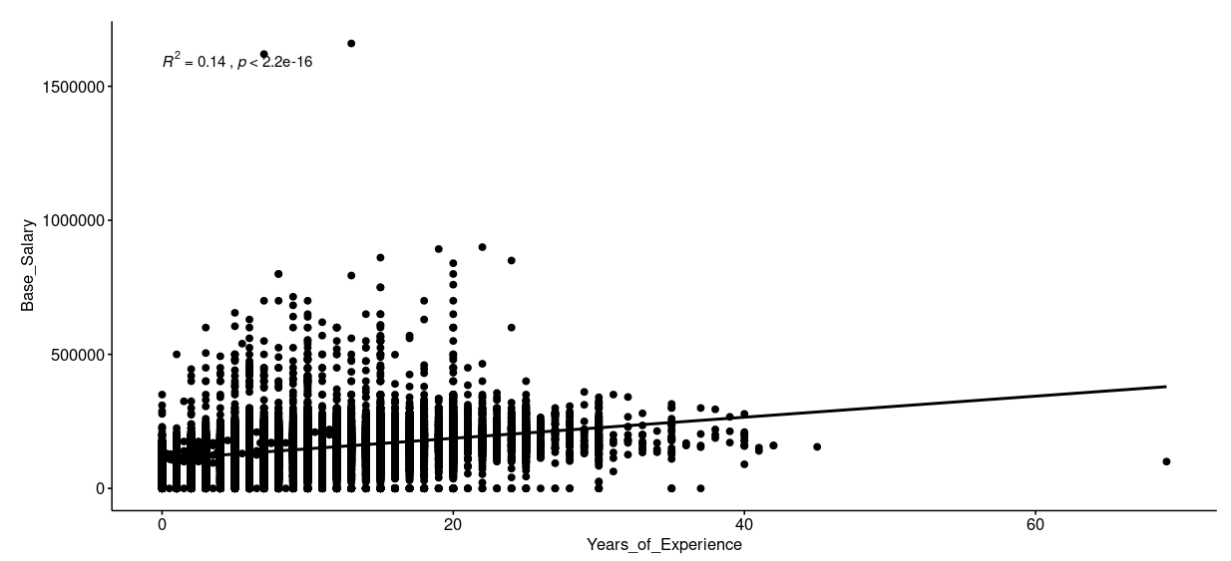 R2 = 0.14 , p < 2.2e-16
1500000
1000000
500000
0
Base_Salary
0 20 40 60
Years_of_Experience